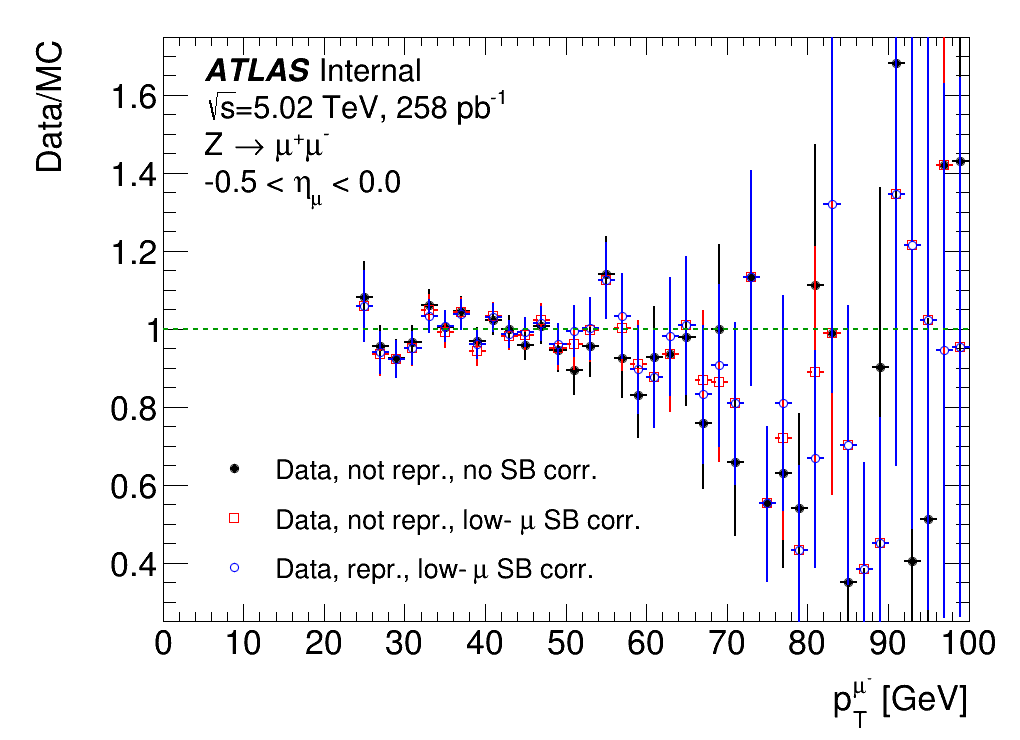 Data/MC
ATLAS Internal
√s=5.02 TeV, 258 pb⁻¹
Z → μ⁺μ⁻
-0.5 < η_μ < 0.0
1.6
1.4
1.2
1
0.8
0.6
0.4
Data, not repr., no SB corr.
Data, not repr., low- μ SB corr.
Data, repr., low- μ SB corr.
0 10 20 30 40 50 60 70 80 90 100
p_T^μ⁻ [GeV]